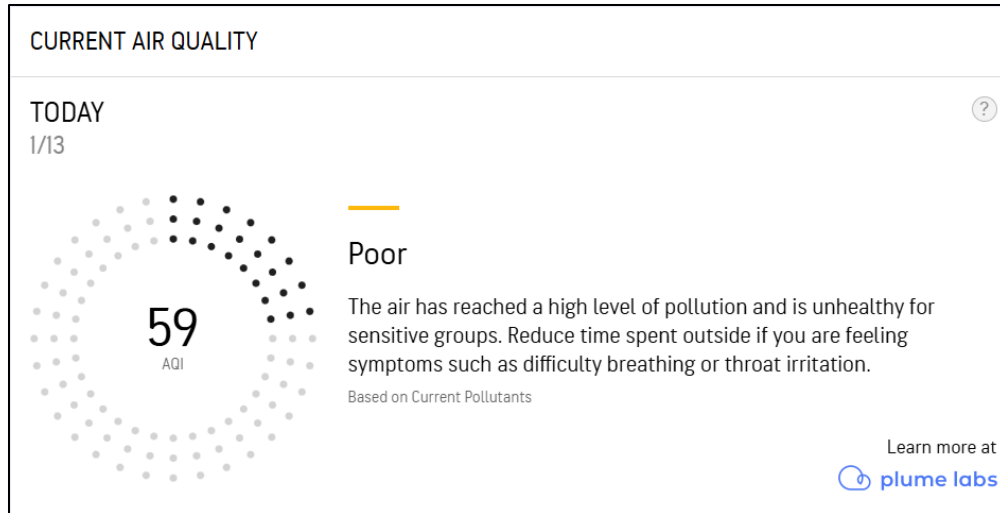 CURRENT AIR QUALITY
TODAY
?
1/13
59
AQI
Poor
The air has reached a high level of pollution and is unhealthy for
sensitive groups. Reduce time spent outside if you are feeling
symptoms such as difficulty breathing or throat irritation.
Based on Current Pollutants
Learn more at
plume labs